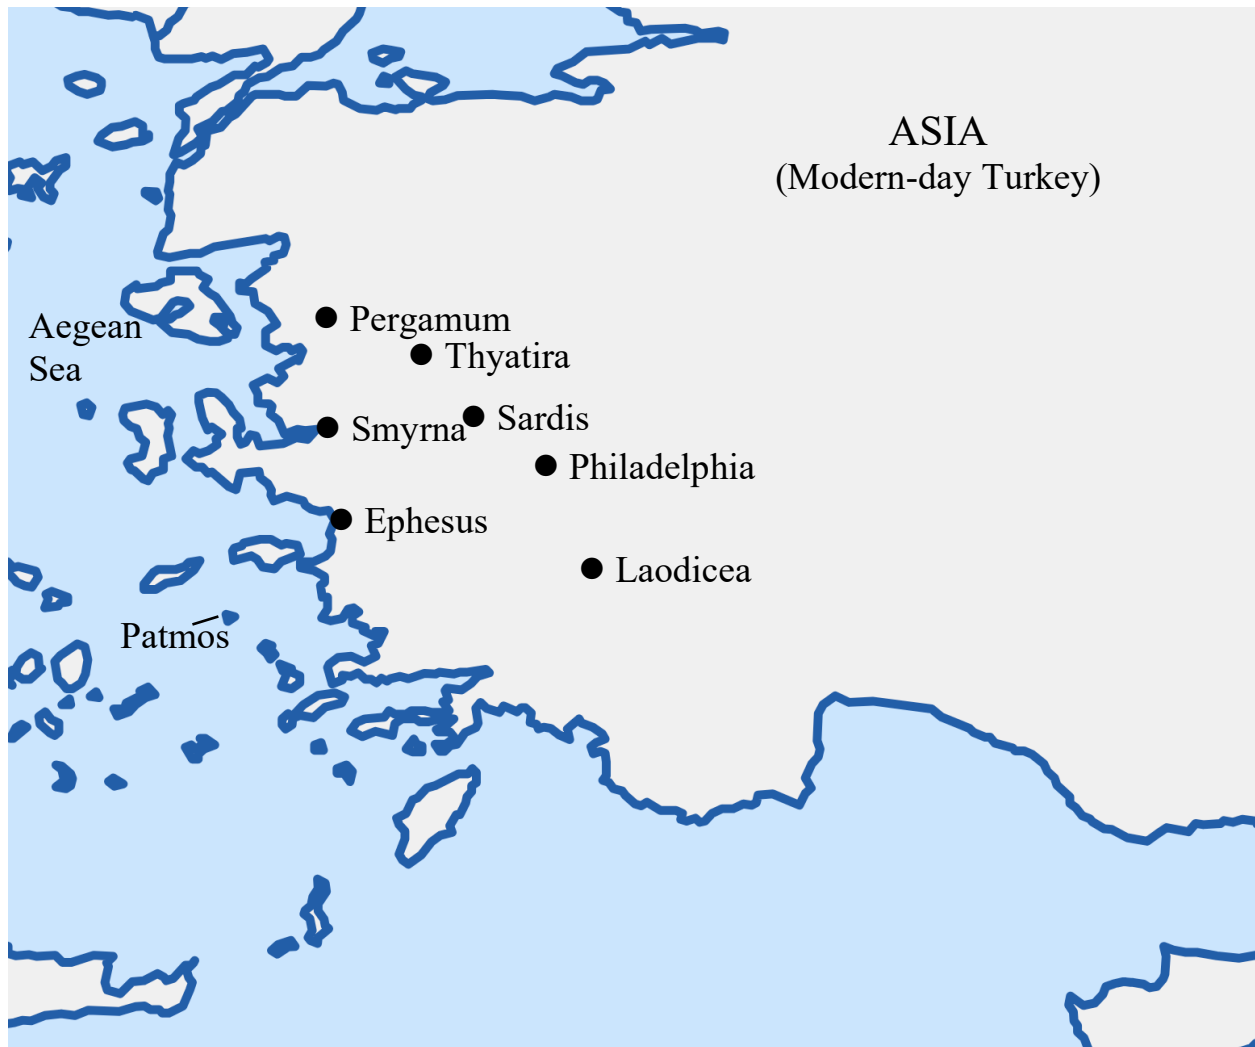 ASIA
(Modern-day Turkey)
Aegean
Sea
Pergamum
Thyatira
Sardis
Smyrna
Philadelphia
Ephesus
Laodicea
Patmos